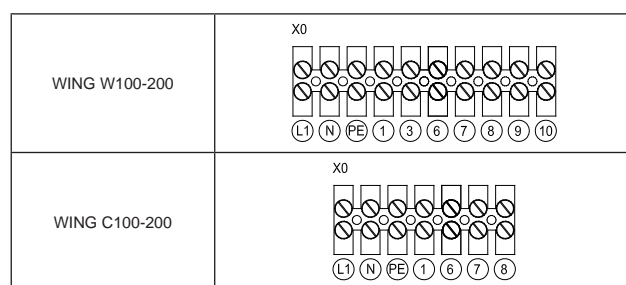 X0
WING W100-200
L1 N PE 1 3 6 7 8 9 10
X0
WING C100-200
L1 N PE 1 6 7 8